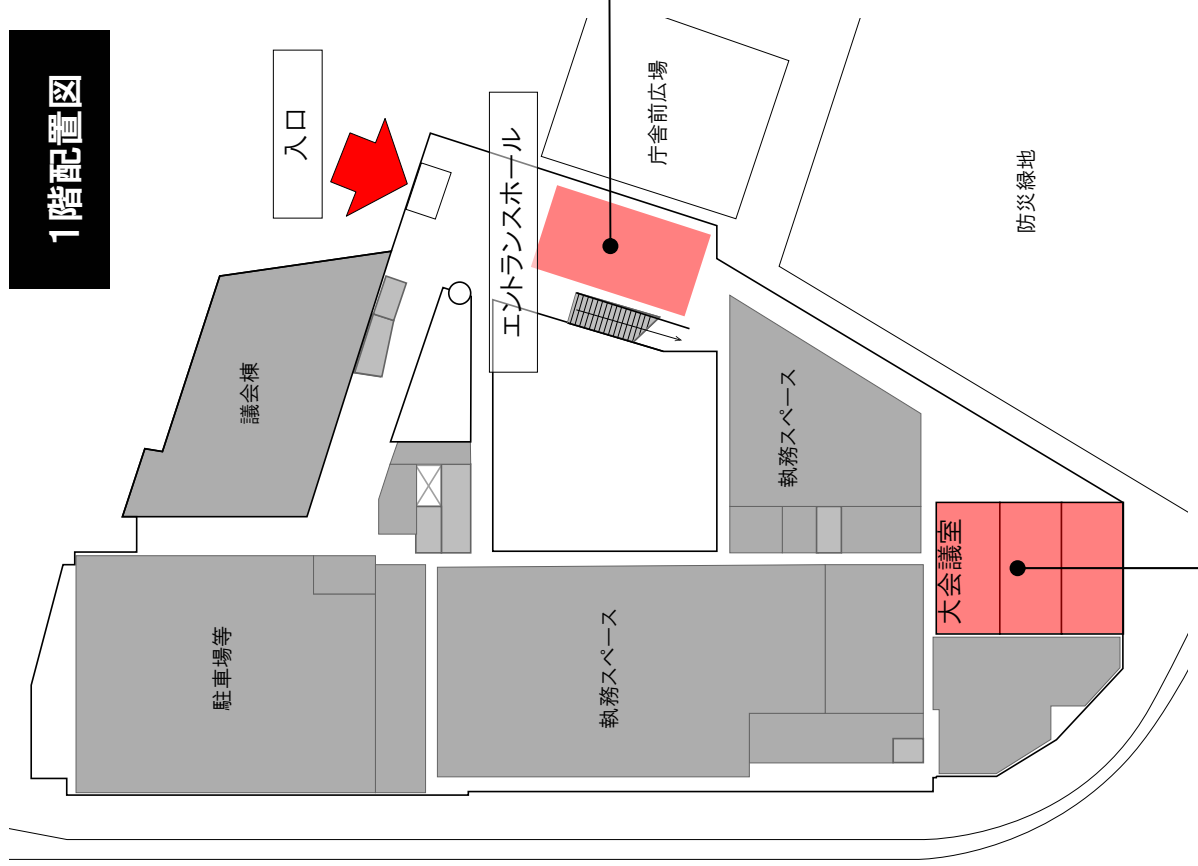 1階配置図
入口
エントランスホール
庁舎前広場
防災緑地
議会棟
執務スペース
大会議室
駐車場等
執務スペース